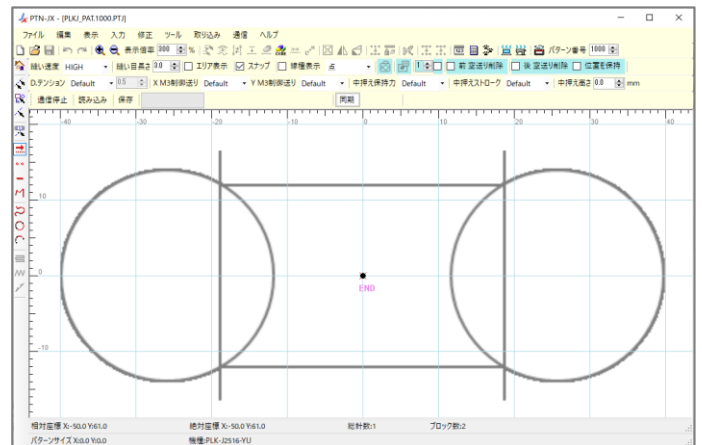 PTN-JX - [PLKJ_PAT.1000.PTJ]
ファイル 編集 表示 入力 修正 ツール 取り込み 通信 ヘルプ
表示倍率 300 % パターン番号 1000
縫い速度 HIGH 縫い目長さ 3.0 エリア表示 スナップ 線種表示 点 1 前 空送り削除 後 空送り削除 位置を保持
D.テンション Default 0.5 X M3制御送り Default Y M3制御送り Default 中押え保持力 Default 中押えストローク Default 中押え高さ 0.0 mm
通信停止 読み込み 保存 同期
-40 -30 -20 -10 0 10 20 30 40
10
0
END
-10
相対座標 X:-50.0 Y:61.0 絶対座標 X:-50.0 Y:61.0 総針数:1 ブロック数:2
パターンサイズ X:0.0 Y:0.0 機種:PLK-J2516-YU